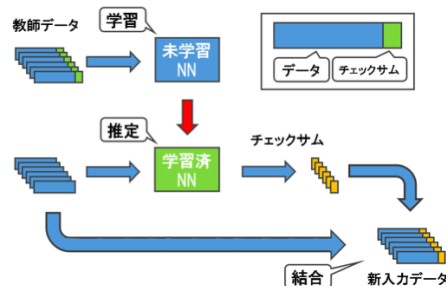 教師データ
学習
未学習
NN
データ
チェックサム
推定
学習済
NN
チェックサム
結合
新入力データ